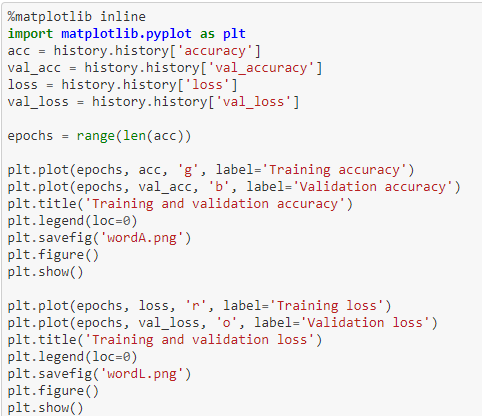 %matplotlib inline
import matplotlib.pyplot as plt
acc = history.history['accuracy']
val_acc = history.history['val_accuracy']
loss = history.history['loss']
val_loss = history.history['val_loss']

epochs = range(len(acc))

plt.plot(epochs, acc, 'g', label='Training accuracy')
plt.plot(epochs, val_acc, 'b', label='Validation accuracy')
plt.title('Training and validation accuracy')
plt.legend(loc=0)
plt.savefig('wordA.png')
plt.figure()
plt.show()

plt.plot(epochs, loss, 'r', label='Training loss')
plt.plot(epochs, val_loss, 'o', label='Validation loss')
plt.title('Training and validation loss')
plt.legend(loc=0)
plt.savefig('wordL.png')
plt.figure()
plt.show()